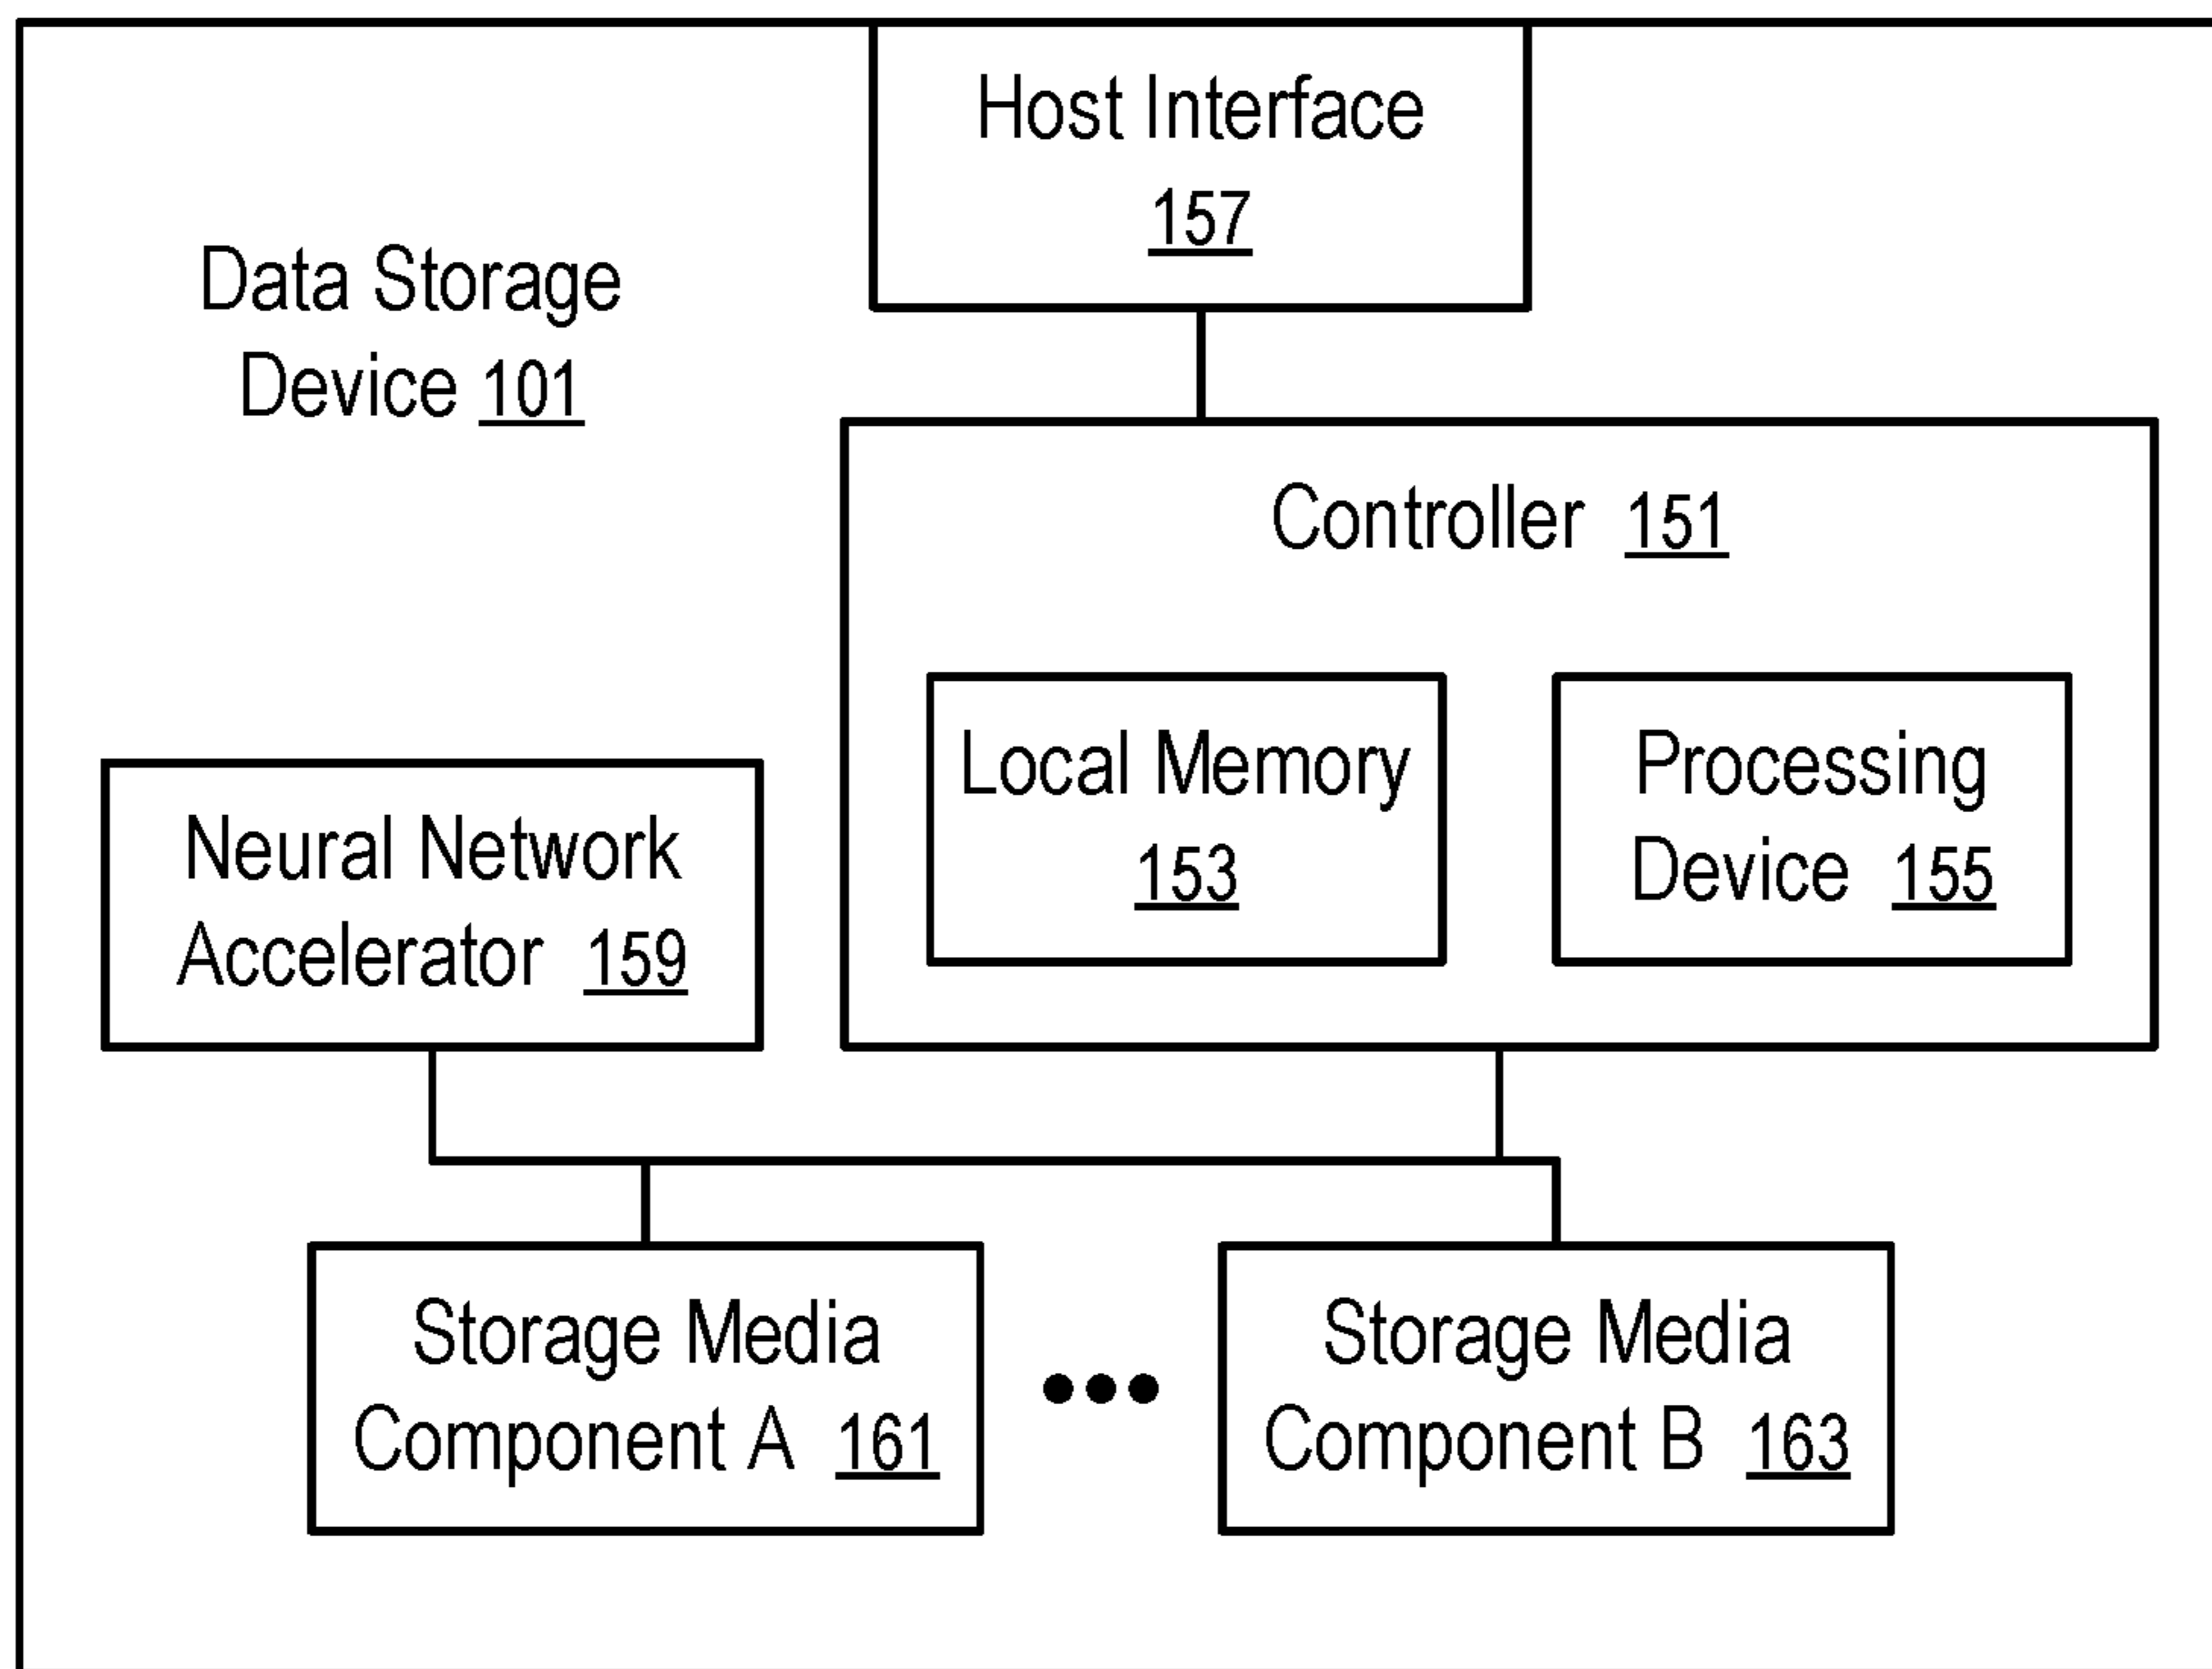 Host Interface
157
Data Storage
Device 101
Controller 151
Local Memory
153
Processing
Device 155
Neural Network
Accelerator 159
Storage Media
Component A 161
Storage Media
Component B 163